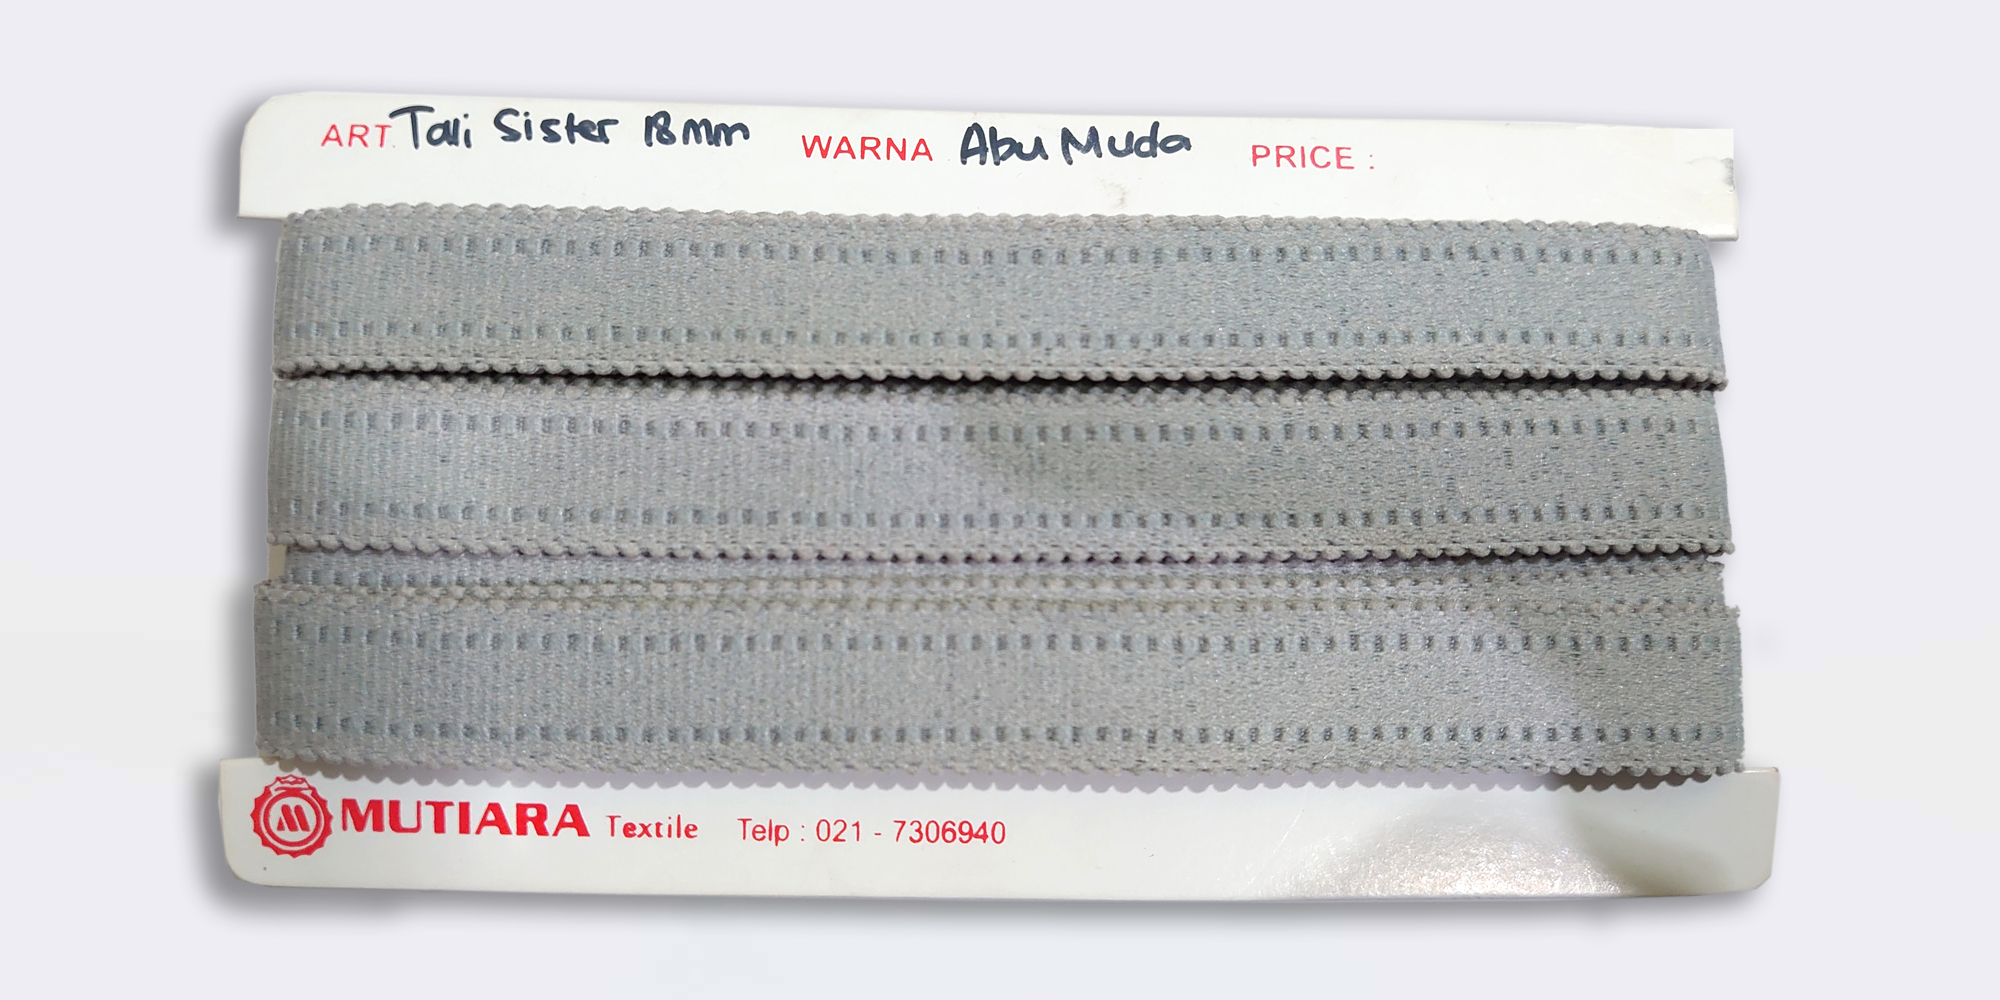 ART. Tali Sister 18mm WARNA Abu Muda PRICE :
MUTIARA Textile Telp : 021 - 7306940